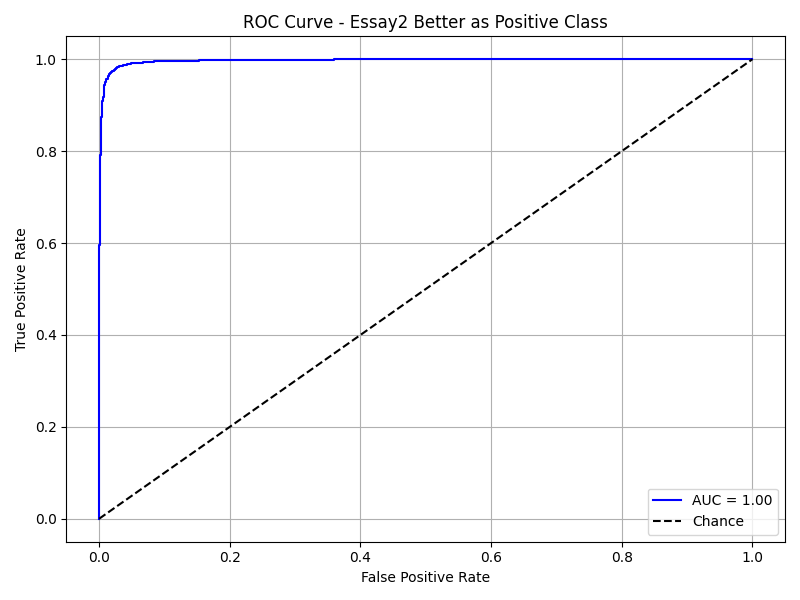 ROC Curve - Essay2 Better as Positive Class
1.0
0.8
0.6
0.4
0.2
0.0
True Positive Rate
0.0 0.2 0.4 0.6 0.8 1.0
False Positive Rate
AUC = 1.00
Chance